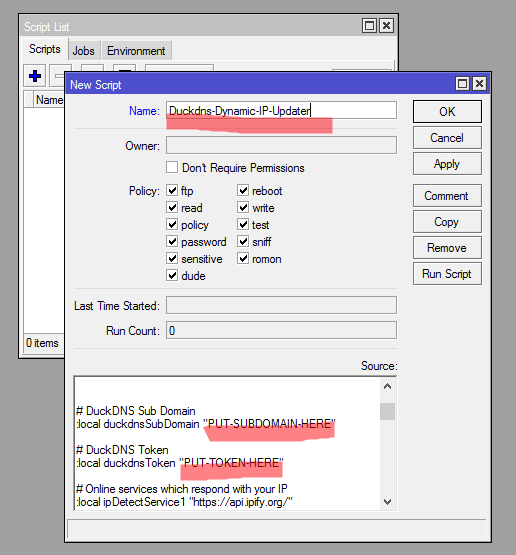 Script List
Scripts
Jobs
Environment
Name
0 items
New Script
Name:
Duckdns-Dynamic-IP-Updater
Owner:
Don't Require Permissions
Policy:
ftp
reboot
read
write
policy
test
password
sniff
sensitive
romon
dude
Last Time Started:
Run Count:
0
Source:
# DuckDNS Sub Domain
:local duckdnsSubDomain "PUT-SUBDOMAIN-HERE"
# DuckDNS Token
:local duckdnsToken "PUT-TOKEN-HERE"
# Online services which respond with your IP
:local ipDetectService1 "https://api.ipify.org/"
OK
Cancel
Apply
Comment
Copy
Remove
Run Script